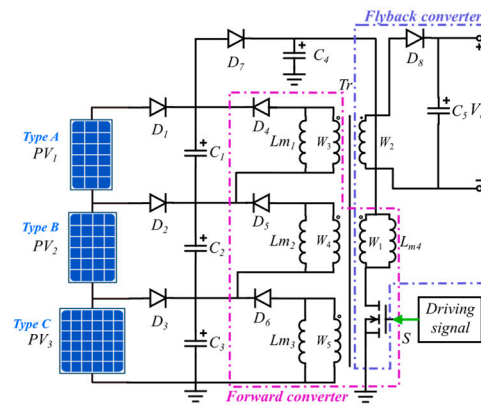 Flyback converter
D7
C4
D8
Tr
C5
V
Type A
PV1
D1
D4
Lm1
W3
W2
C1
Type B
PV2
D2
D5
Lm2
W4
W1
Lm4
C2
Type C
PV3
D3
D6
Lm3
W5
C3
S
Driving
signal
Forward converter